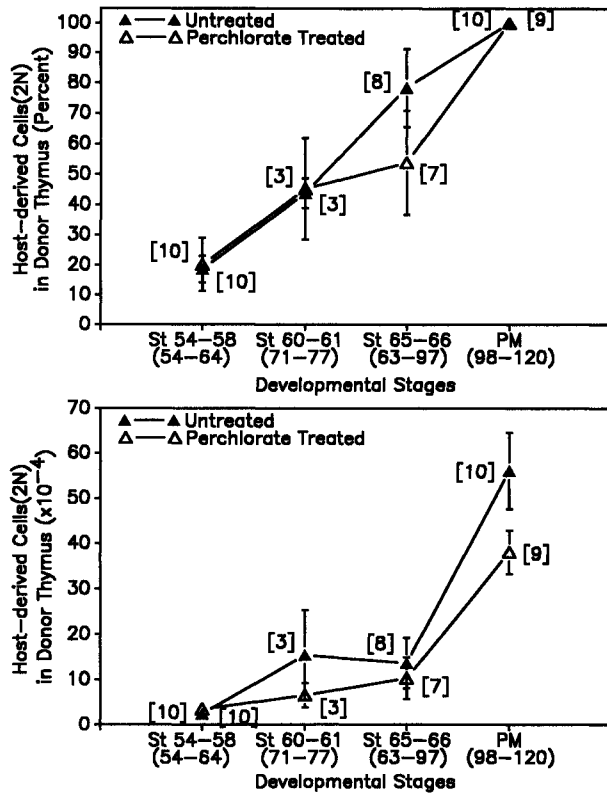 Untreated
Perchlorate Treated
Host-derived Cells(2N)
in Donor Thymus (Percent)
100
90
80
70
60
50
40
30
20
10
0
[10]
[9]
[8]
[7]
[3]
[3]
[10]
[10]
St 54-58
(54-64)
St 60-61
(71-77)
St 65-66
(63-97)
PM
(98-120)
Developmental Stages
Untreated
Perchlorate Treated
Host-derived Cells(2N)
in Donor Thymus (x10-4)
70
60
50
40
30
20
10
0
[10]
[9]
[3]
[8]
[7]
[3]
[10]
[10]
St 54-58
(54-64)
St 60-61
(71-77)
St 65-66
(63-97)
PM
(98-120)
Developmental Stages